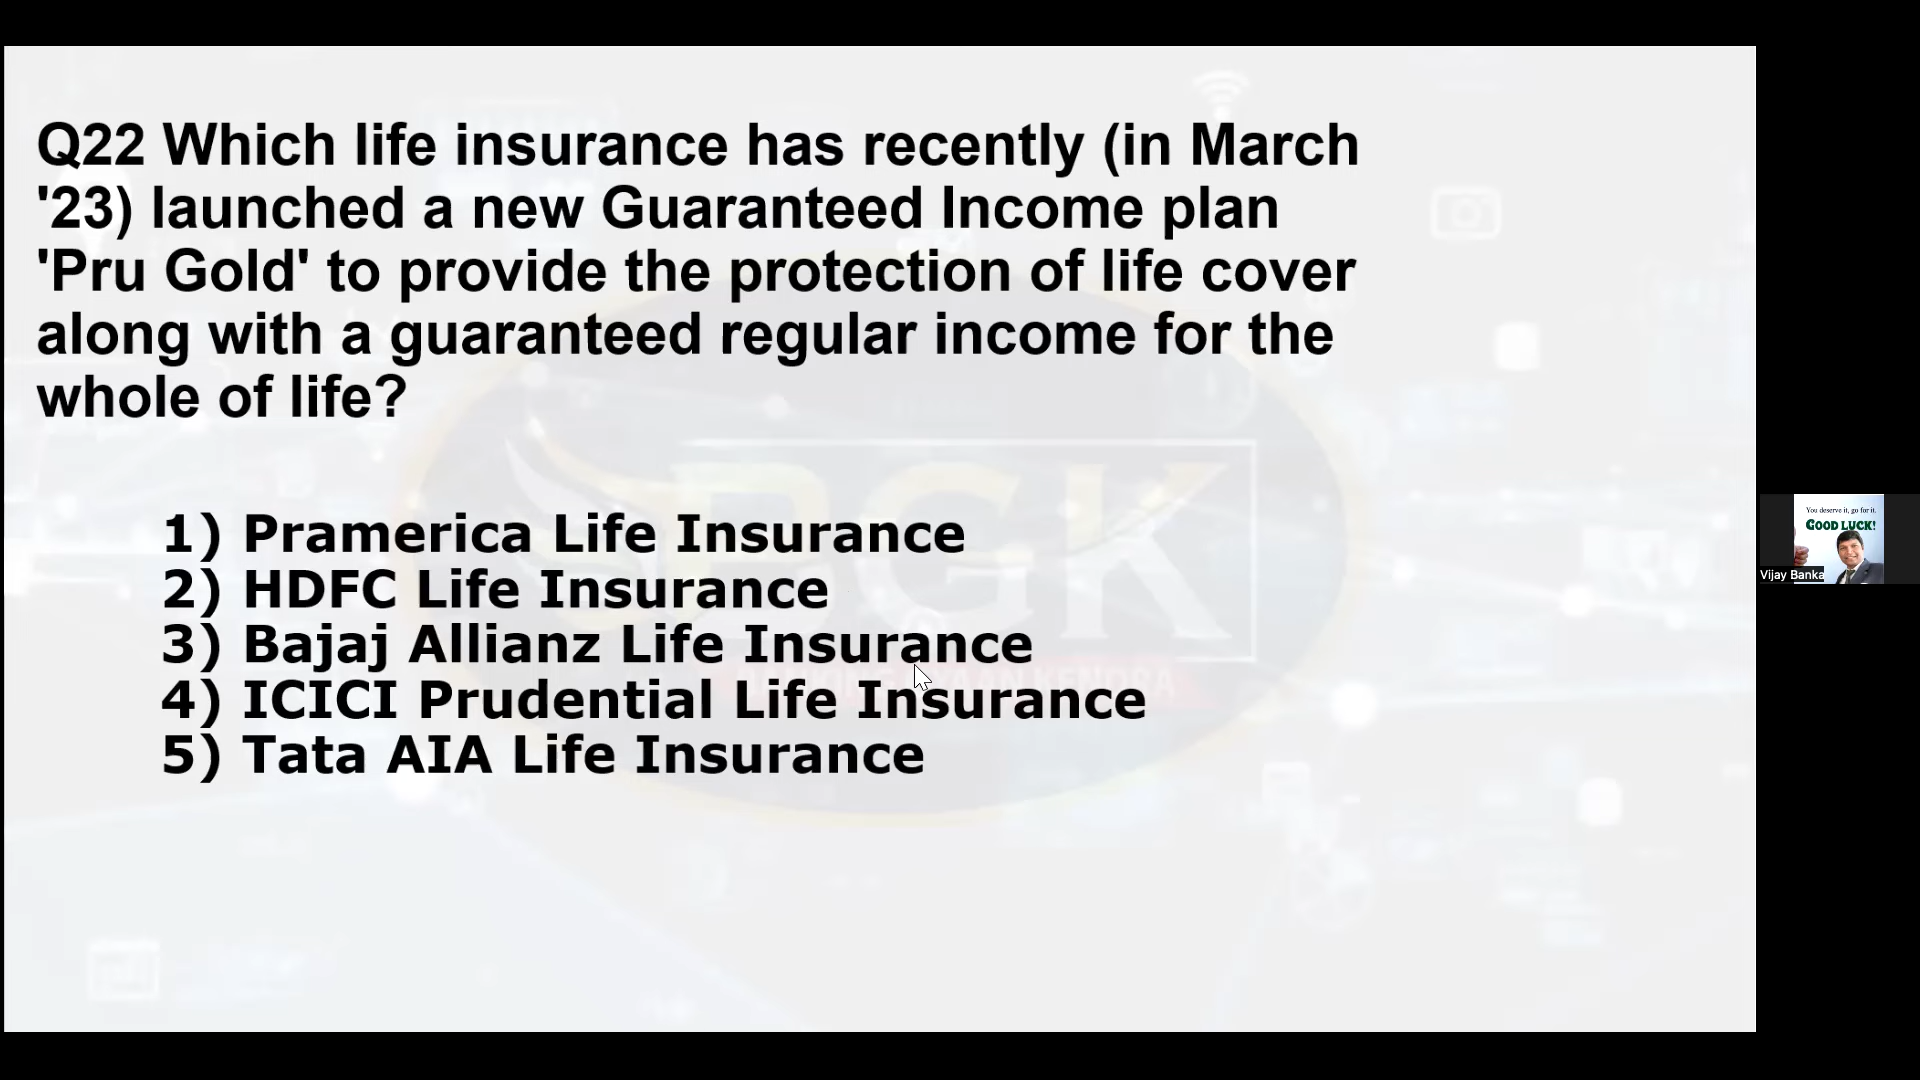 Q22 Which life insurance has recently (in March
'23) launched a new Guaranteed Income plan
'Pru Gold' to provide the protection of life cover
along with a guaranteed regular income for the
whole of life?
1) Pramerica Life Insurance
2) HDFC Life Insurance
3) Bajaj Allianz Life Insurance
4) ICICI Prudential Life Insurance
5) Tata AIA Life Insurance
BGK
You deserve it, go for it.
GOOD LUCK!
Vijay Banka